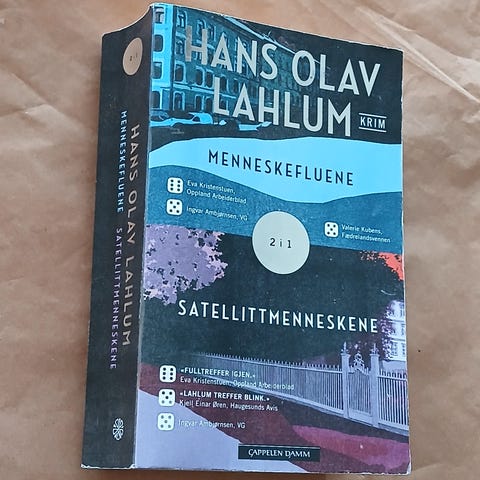 HANS OLAV
LAHLUM
KRIM
MENNESKEFLUENE
Eva Kristenstuen,
Oppland Arbeiderblad
Ingvar Ambjørnsen, VG
Valerie Kubens,
Fædrelandsvennen
2 i 1
SATELLITTMENNESKENE
«FULLTREFFER IGJEN.»
Eva Kristenstuen, Oppland Arbeiderblad
«LAHLUM TREFFER BLINK.»
Kjell Einar Øren, Haugesunds Avis
Ingvar Ambjørnsen, VG
CAPPELEN DAMM
2 i 1
HANS OLAV LAHLUM
MENNESKEFLUENE SATELLITTMENNESKENE